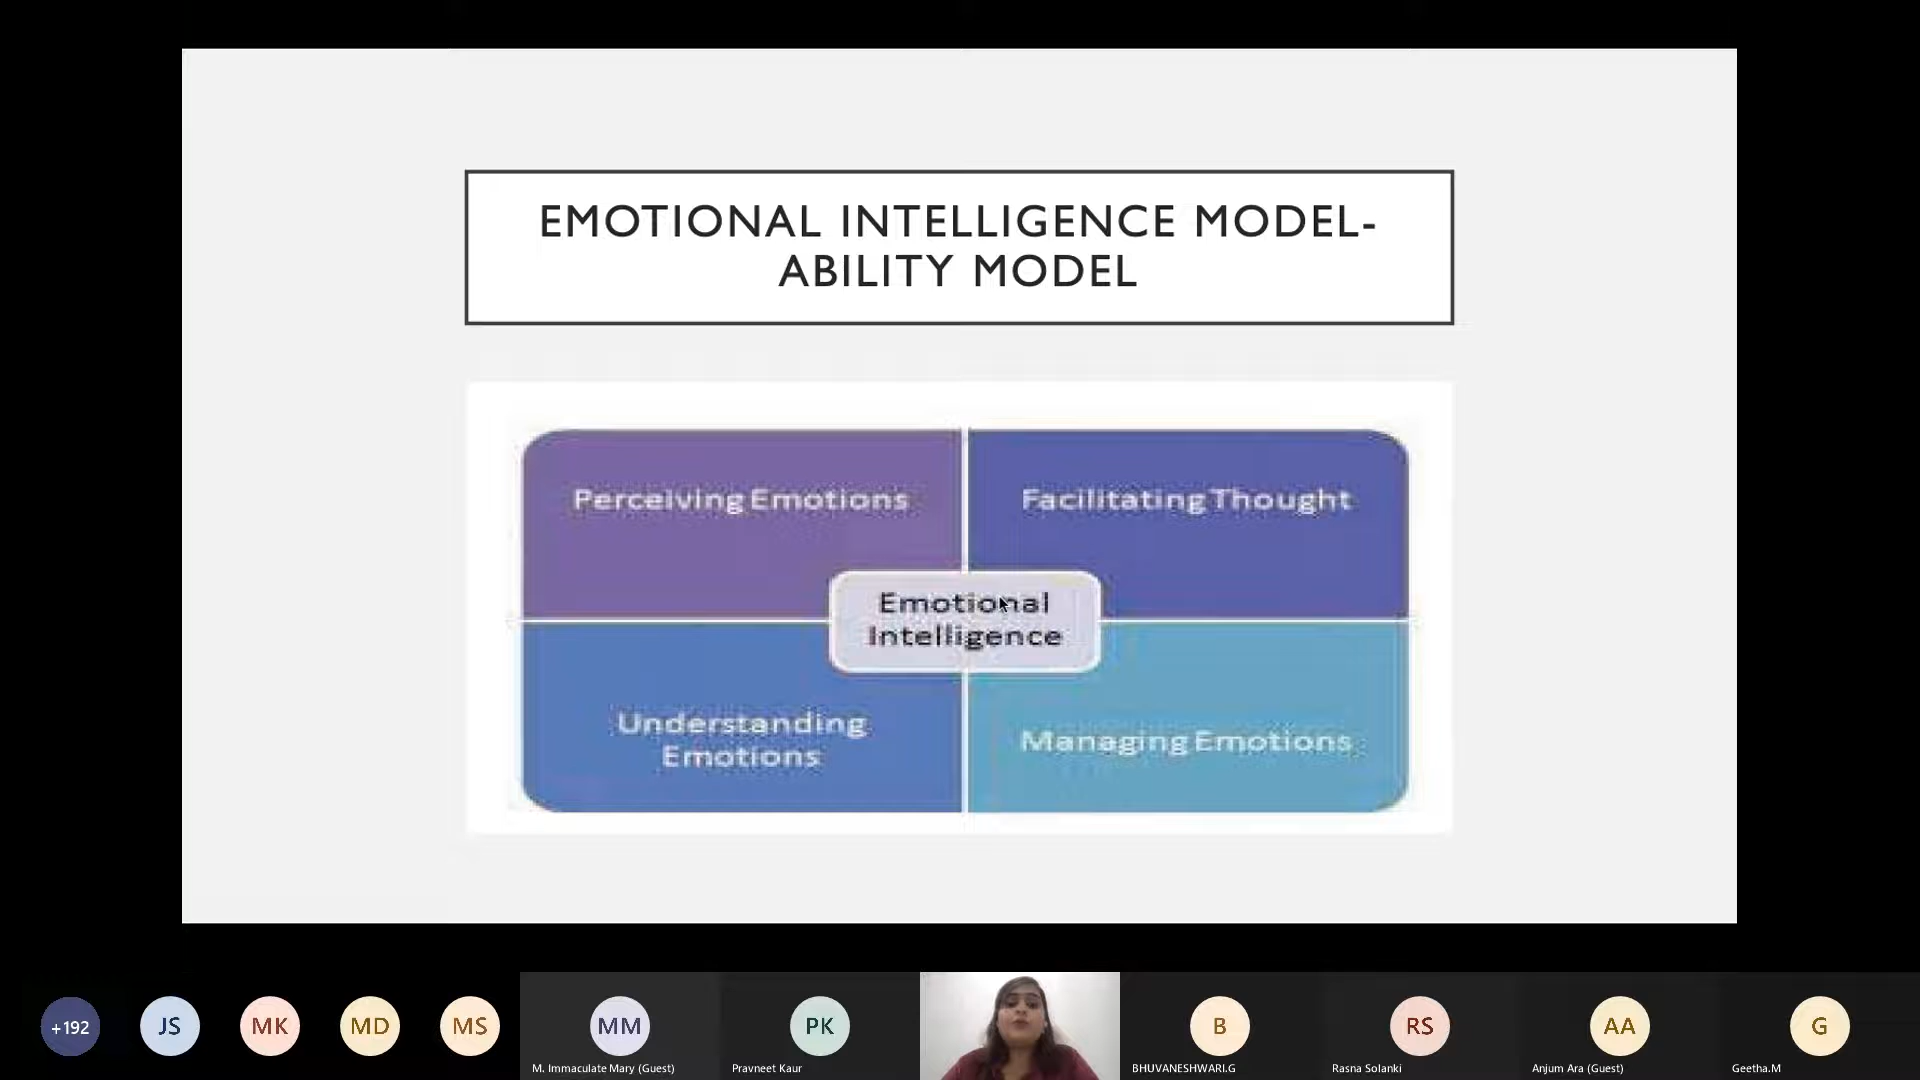 EMOTIONAL INTELLIGENCE MODEL-
ABILITY MODEL
Perceiving Emotions
Facilitating Thought
Emotional
Intelligence
Understanding
Emotions
Managing Emotions
+192
JS
MK
MD
MS
MM
PK
B
RS
AA
G
M. Immaculate Mary (Guest)
Pravneet Kaur
BHUVANESHWARI.G
Rasna Solanki
Anjum Ara (Guest)
Geetha.M